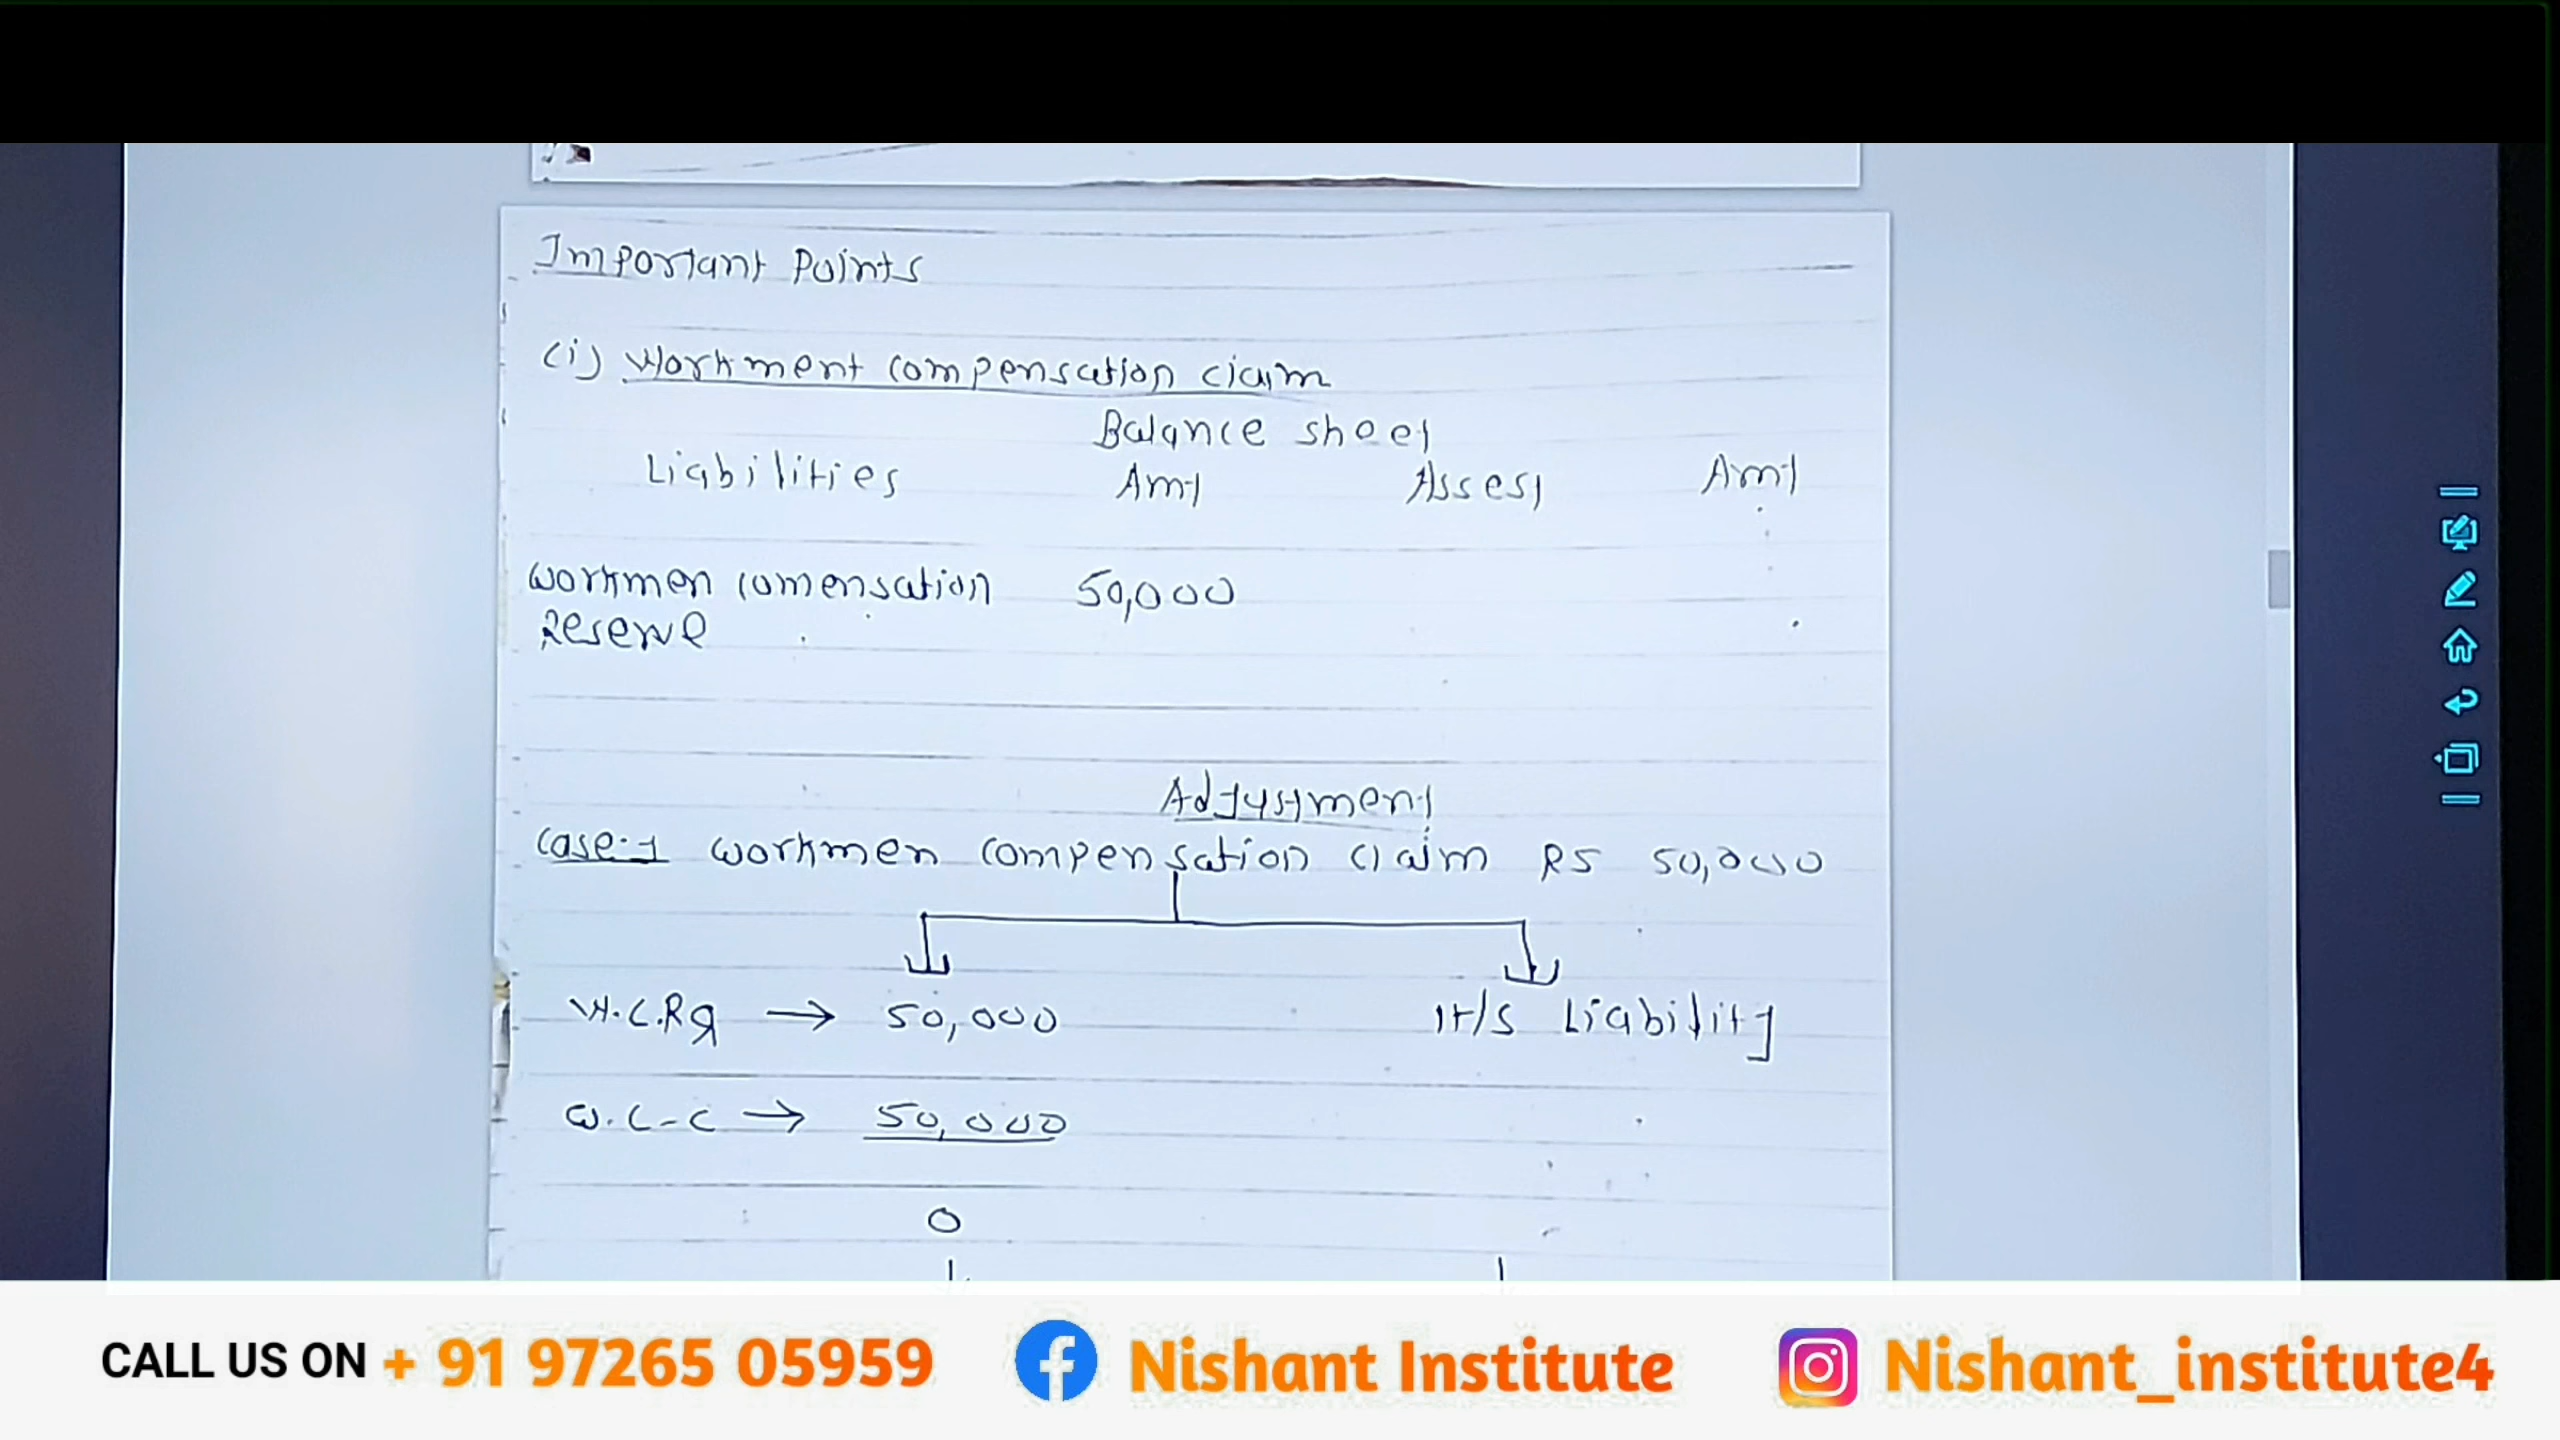 Important Points
(i) Workment compensation claim
Balance sheet
Liabilities Amt Assest Amt
workmen comensation 50,000
Reserve
Adjustment
Case-1 workmen compensation claim RS 50,000
W.C.R → 50,000 It/s Liability
W.C-C → 50,000
0
CALL US ON + 91 97265 05959 Nishant Institute Nishant_institute4